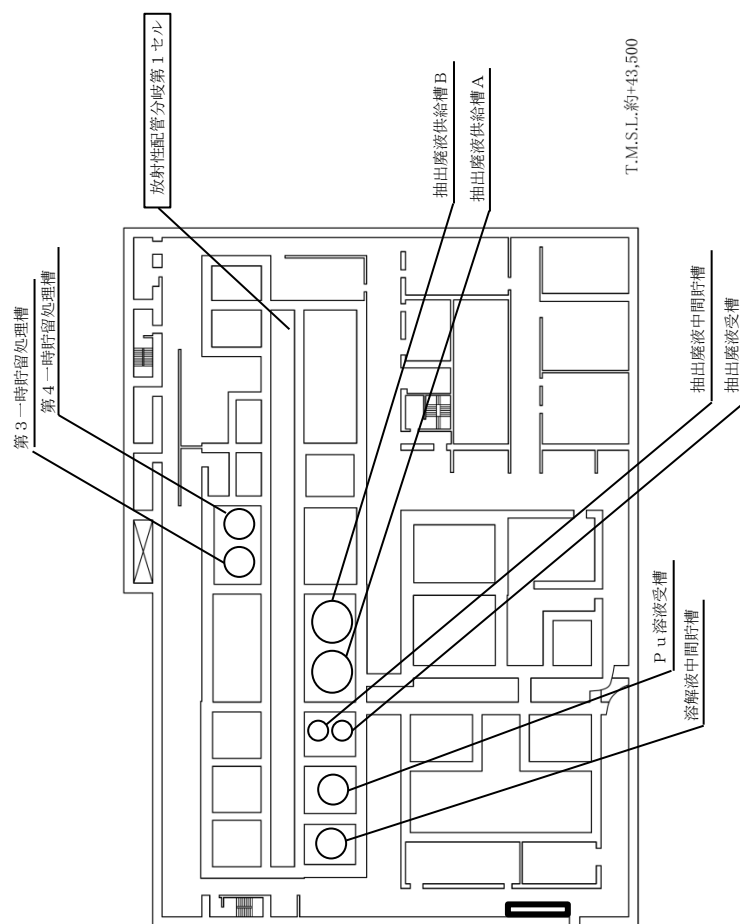 第３一時貯留処理槽
第４一時貯留処理槽
放射性配管分岐第１セル
抽出廃液供給槽Ｂ
抽出廃液供給槽Ａ
T.M.S.L.約+43,500
抽出廃液中間貯槽
抽出廃液受槽
Ｐｕ溶液受槽
溶解液中間貯槽